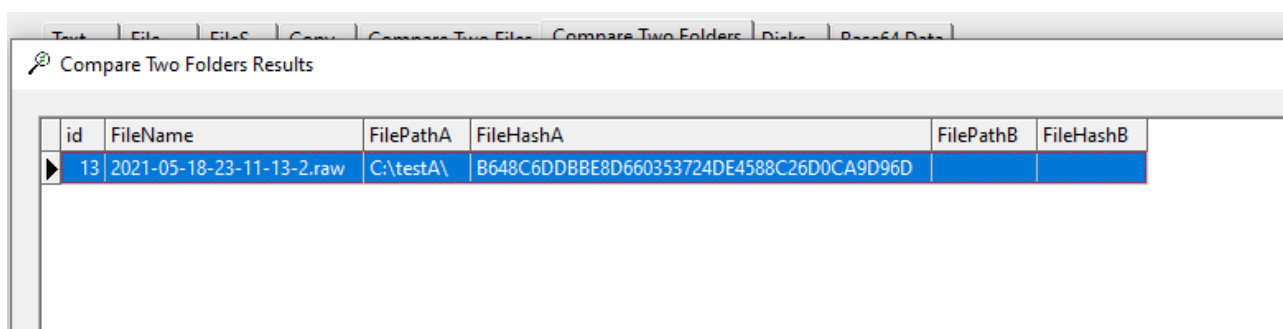 Compare Two Folders
Compare Two Folders Results
id FileName FilePathA FileHashA FilePathB FileHashB
13 2021-05-18-23-11-13-2.raw C:\testA\ B648C6DDBBE8D660353724DE4588C26D0CA9D96D